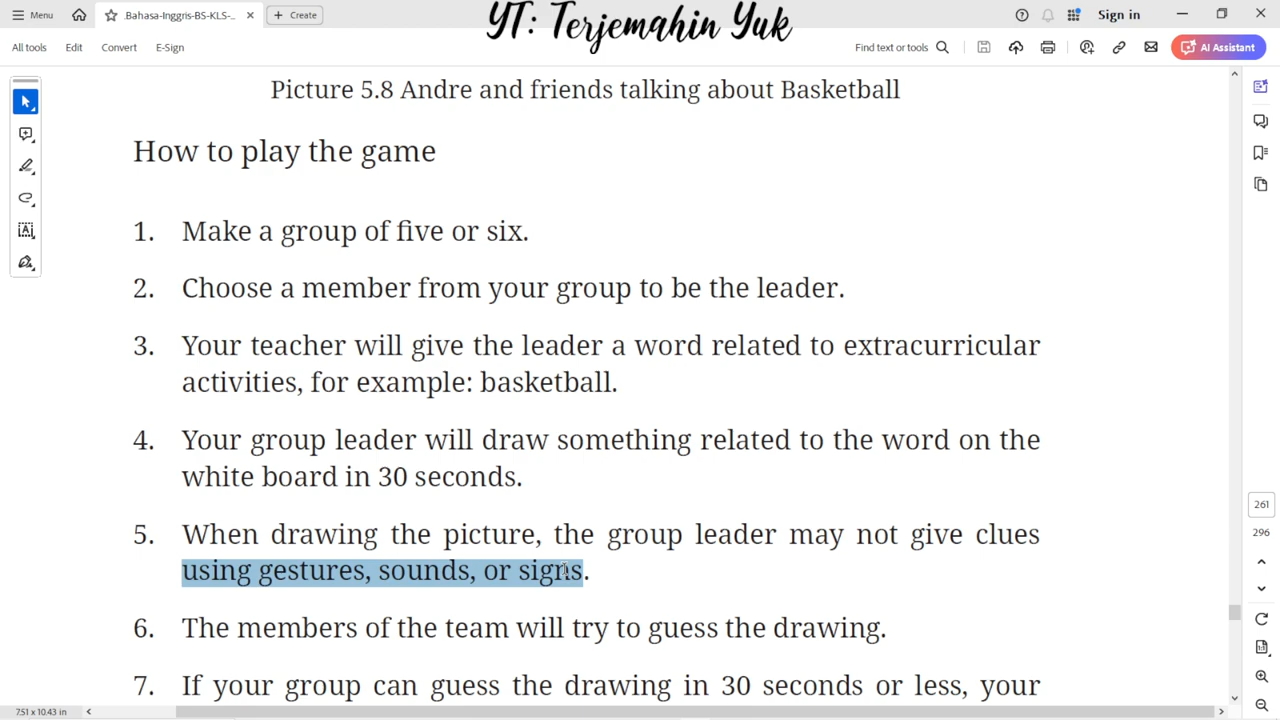 Menu
.Bahasa-Inggris-BS-KLS-...
Create
YT: Terjemahin Yuk
Sign in
All tools
Edit
Convert
E-Sign
Find text or tools
AI Assistant
Picture 5.8 Andre and friends talking about Basketball
How to play the game
1. Make a group of five or six.
2. Choose a member from your group to be the leader.
3. Your teacher will give the leader a word related to extracurricular
activities, for example: basketball.
4. Your group leader will draw something related to the word on the
white board in 30 seconds.
5. When drawing the picture, the group leader may not give clues
using gestures, sounds, or signs.
6. The members of the team will try to guess the drawing.
7. If your group can guess the drawing in 30 seconds or less, your
261
296
7.51 x 10.43 in